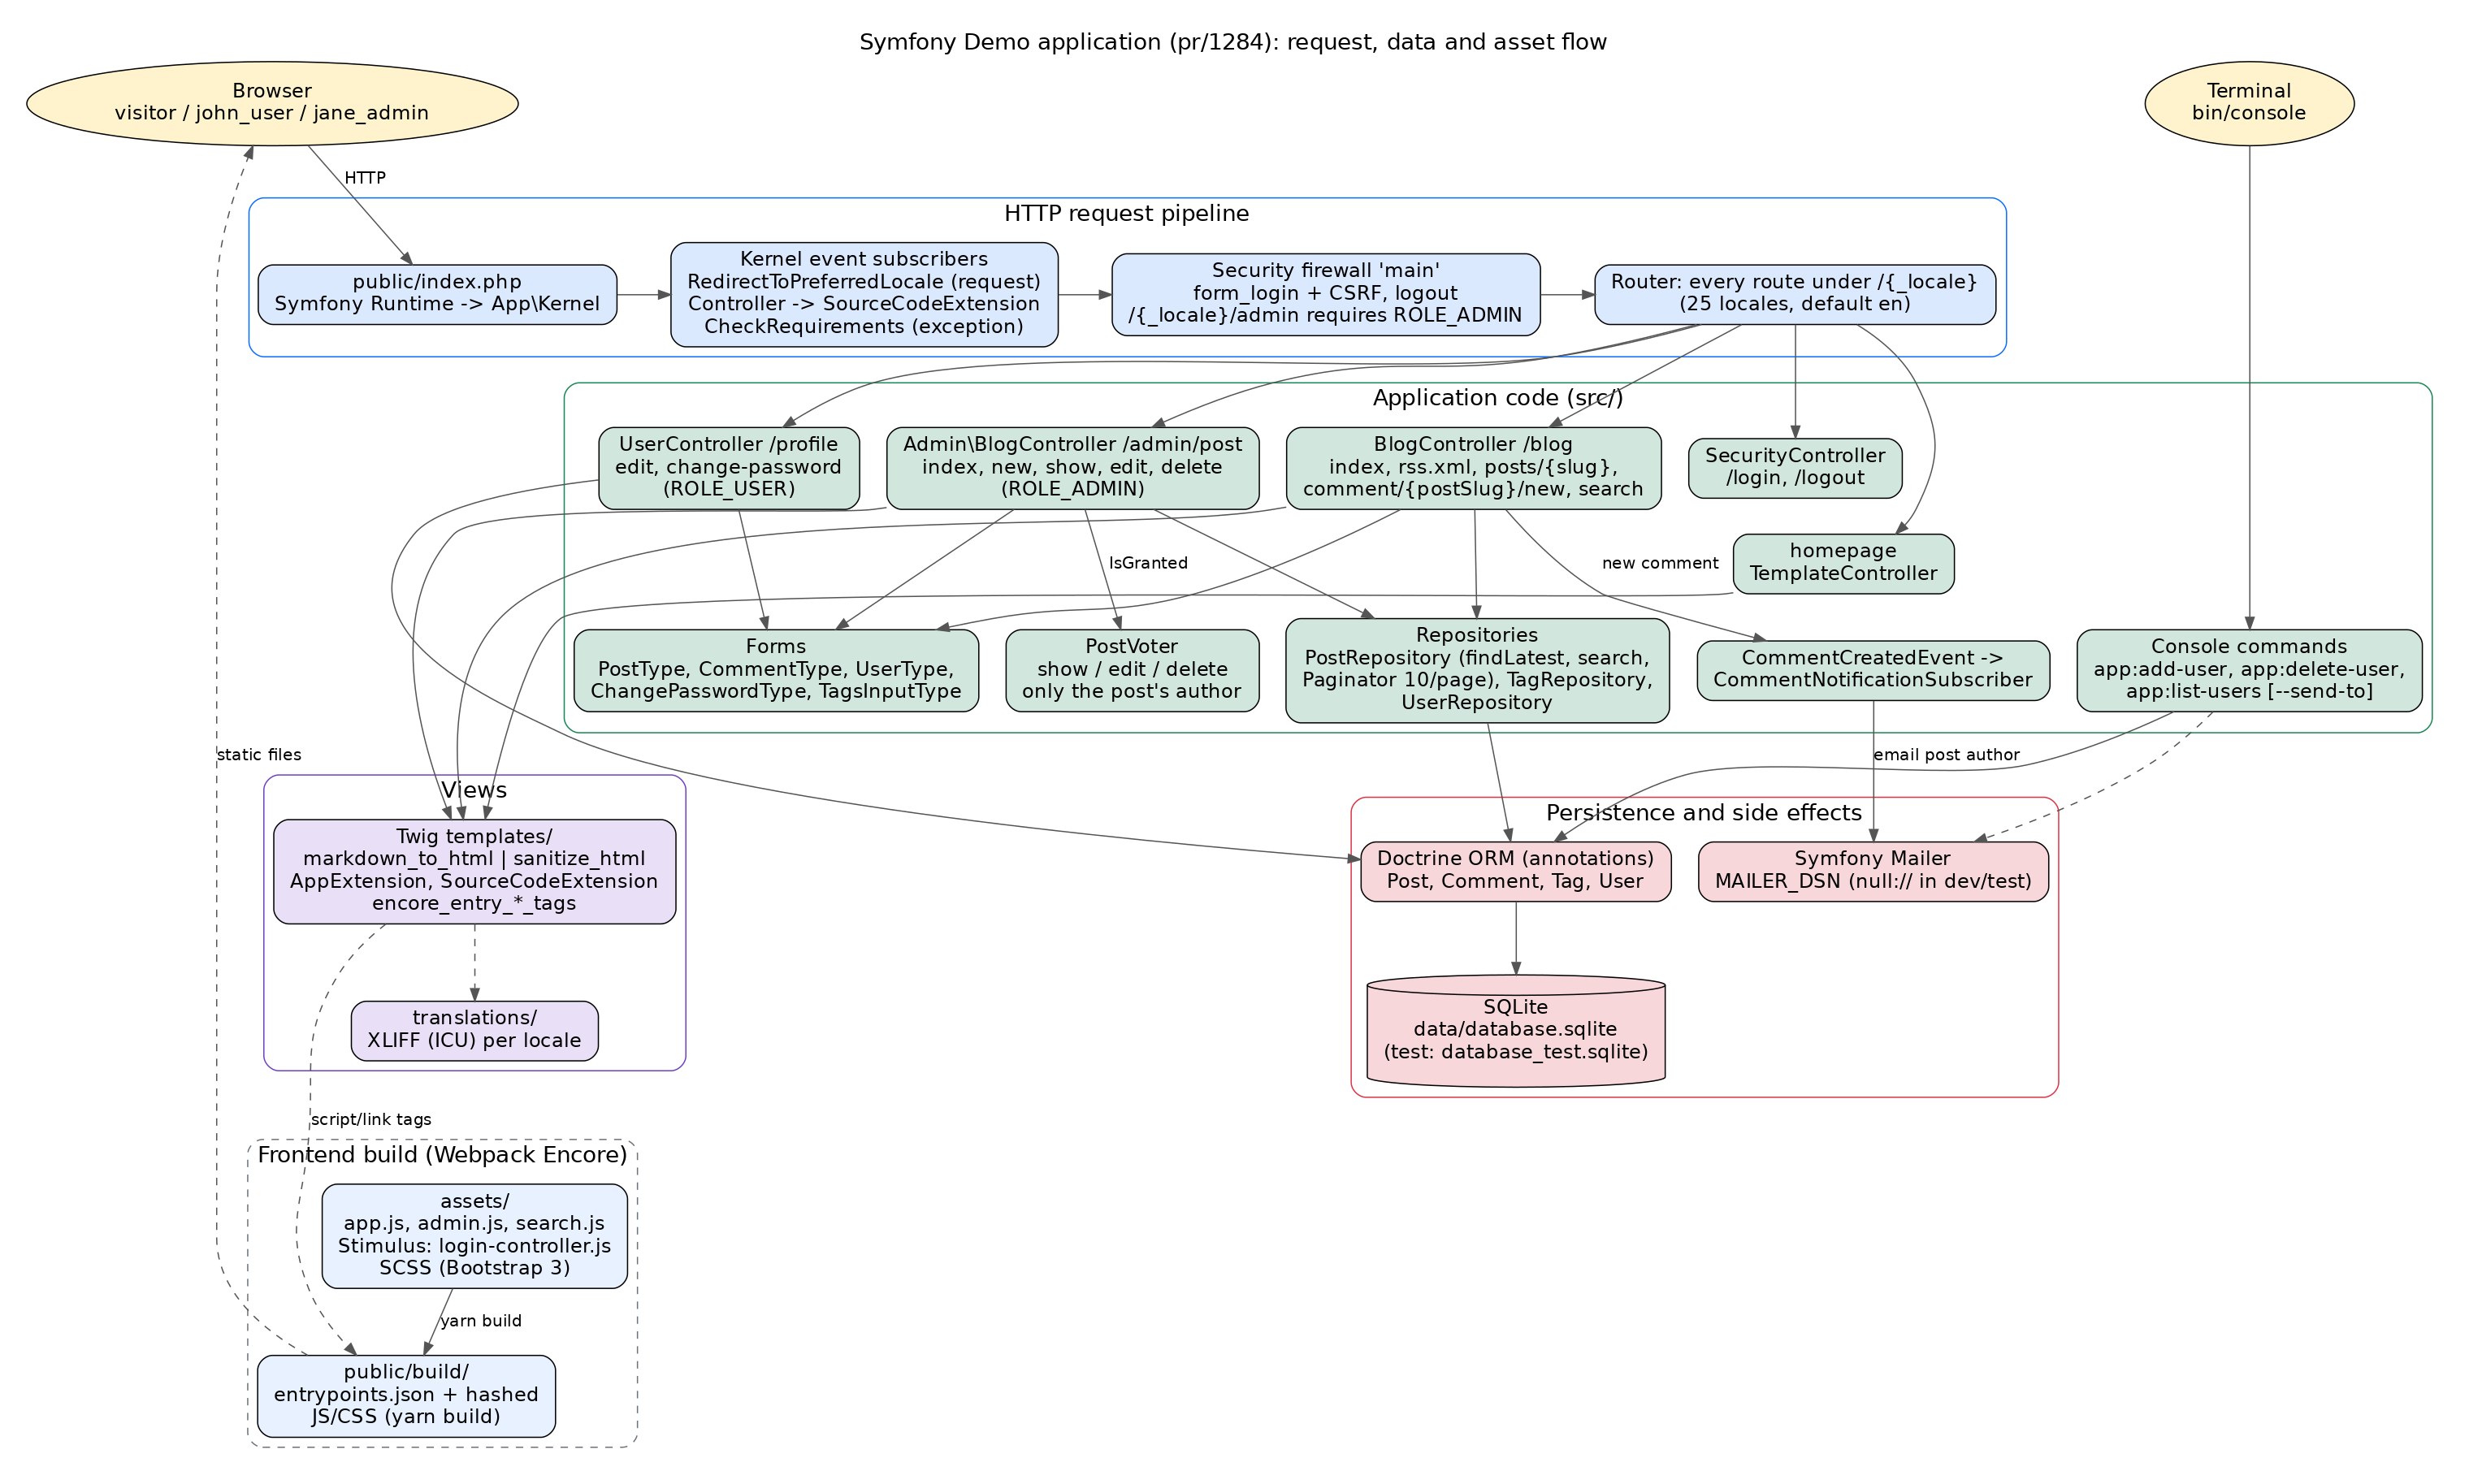 Symfony Demo application (pr/1284): request, data and asset flow
Browser
visitor / john_user / jane_admin
Terminal
bin/console
HTTP
HTTP request pipeline
public/index.php
Symfony Runtime -> App\Kernel
Kernel event subscribers
RedirectToPreferredLocale (request)
Controller -> SourceCodeExtension
CheckRequirements (exception)
Security firewall 'main'
form_login + CSRF, logout
/{_locale}/admin requires ROLE_ADMIN
Router: every route under /{_locale}
(25 locales, default en)
Application code (src/)
UserController /profile
edit, change-password
(ROLE_USER)
Admin\BlogController /admin/post
index, new, show, edit, delete
(ROLE_ADMIN)
BlogController /blog
index, rss.xml, posts/{slug},
comment/{postSlug}/new, search
SecurityController
/login, /logout
homepage
TemplateController
IsGranted
new comment
Forms
PostType, CommentType, UserType,
ChangePasswordType, TagsInputType
PostVoter
show / edit / delete
only the post's author
Repositories
PostRepository (findLatest, search,
Paginator 10/page), TagRepository,
UserRepository
CommentCreatedEvent ->
CommentNotificationSubscriber
Console commands
app:add-user, app:delete-user,
app:list-users [--send-to]
static files
email post author
Views
Twig templates/
markdown_to_html | sanitize_html
AppExtension, SourceCodeExtension
encore_entry_*_tags
translations/
XLIFF (ICU) per locale
Persistence and side effects
Doctrine ORM (annotations)
Post, Comment, Tag, User
Symfony Mailer
MAILER_DSN (null:// in dev/test)
SQLite
data/database.sqlite
(test: database_test.sqlite)
script/link tags
Frontend build (Webpack Encore)
assets/
app.js, admin.js, search.js
Stimulus: login-controller.js
SCSS (Bootstrap 3)
yarn build
public/build/
entrypoints.json + hashed
JS/CSS (yarn build)